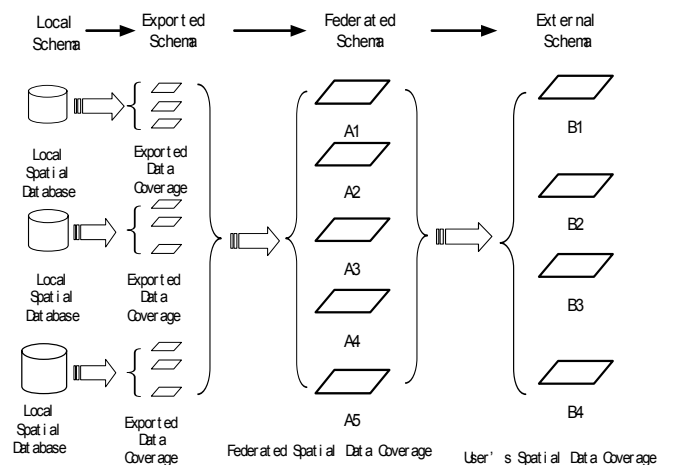 Local Schema
Exported Schema
Federated Schema
External Schema
Local
Spatial
Database
Exported
Data
Coverage
Local
Spatial
Database
Exported
Data
Coverage
Local
Spatial
Database
Exported
Data
Coverage
A1
A2
A3
A4
A5
Federated Spatial Data Coverage
B1
B2
B3
B4
User's Spatial Data Coverage